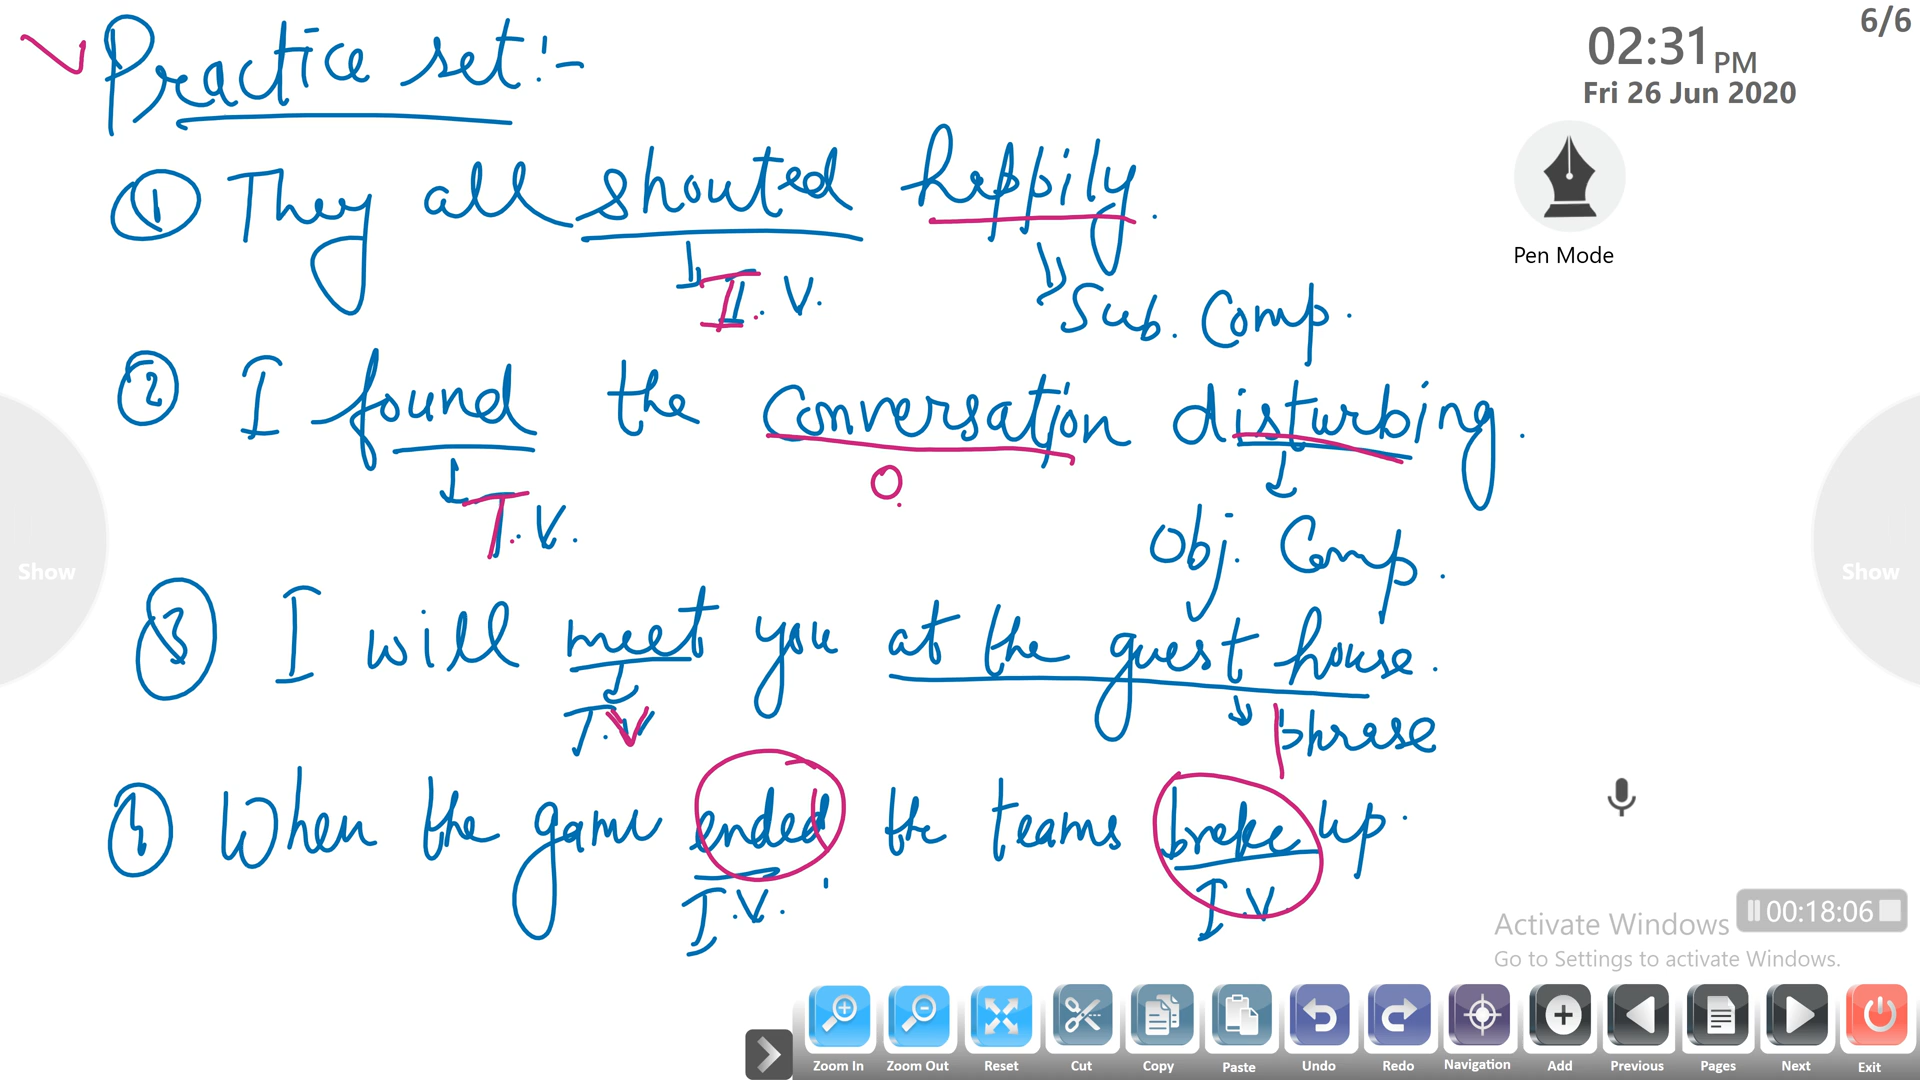 6/6
02:31 PM
Fri 26 Jun 2020
Pen Mode
Practice set:-
① They all shouted happily.
I. V.
Sub. Comp.
② I found the conversation disturbing.
O.
T. V.
Obj. Comp.
③ I will meet you at the guest house.
T.V
phrase
④ When the game ended the teams broke up.
I.V.
I.V.
Show
Show
Activate Windows
00:18:06
Go to Settings to activate Windows.
Zoom In Zoom Out Reset Cut Copy Paste Undo Redo Navigation Add Previous Pages Next Exit